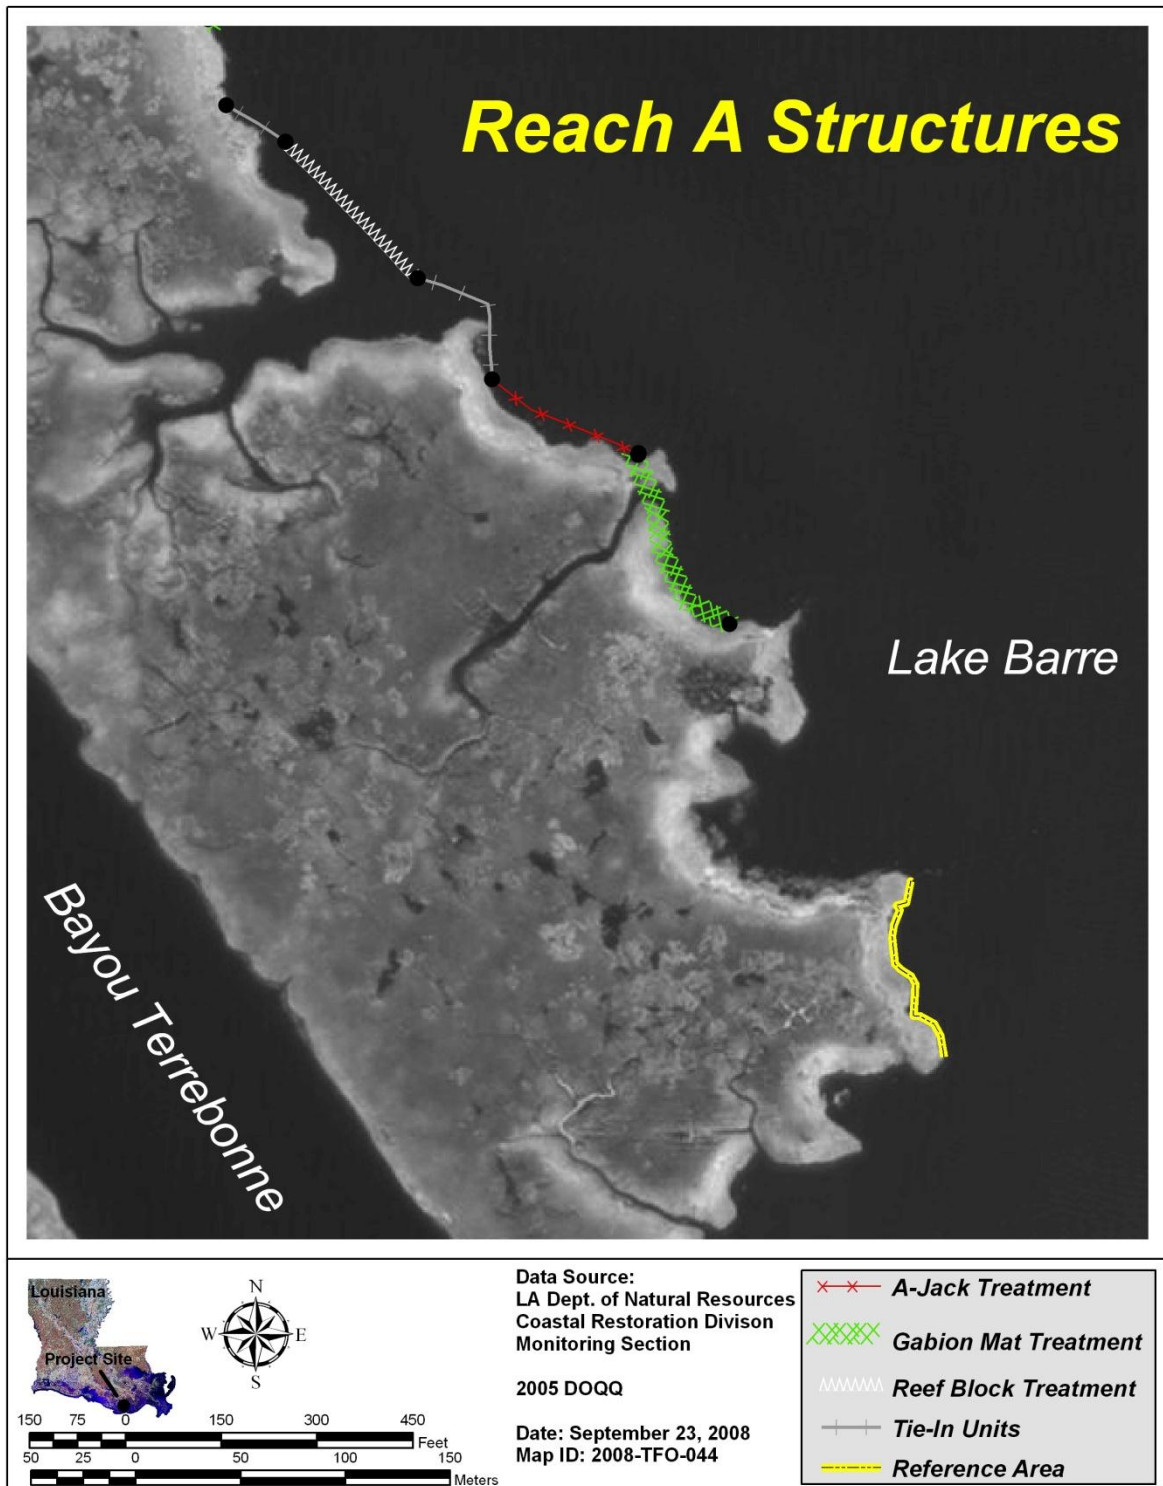 Reach A Structures
Lake Barre
Bayou Terrebonne
Louisiana
Project Site
N
W E
S
150 75 0 150 300 450
Feet
50 25 0 50 100 150
Meters
Data Source:
LA Dept. of Natural Resources
Coastal Restoration Divison
Monitoring Section
2005 DOQQ
Date: September 23, 2008
Map ID: 2008-TFO-044
A-Jack Treatment
Gabion Mat Treatment
Reef Block Treatment
Tie-In Units
Reference Area